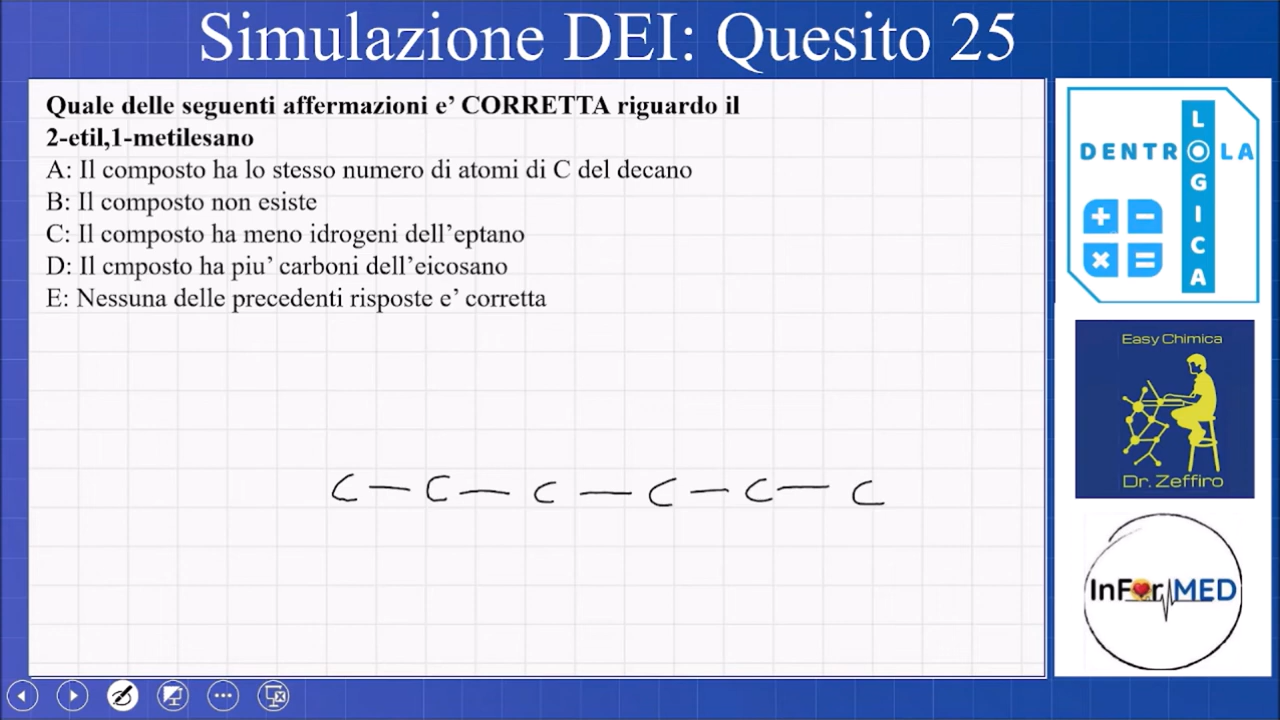 Simulazione DEI: Quesito 25
Quale delle seguenti affermazioni e' CORRETTA riguardo il
2-etil,1-metilesano
A: Il composto ha lo stesso numero di atomi di C del decano
B: Il composto non esiste
C: Il composto ha meno idrogeni dell'eptano
D: Il cmposto ha piu' carboni dell'eicosano
E: Nessuna delle precedenti risposte e' corretta
C — C — C — C — C — C
DENTRO LA
LOGICA
Easy Chimica
Dr. Zeffiro
InForMED